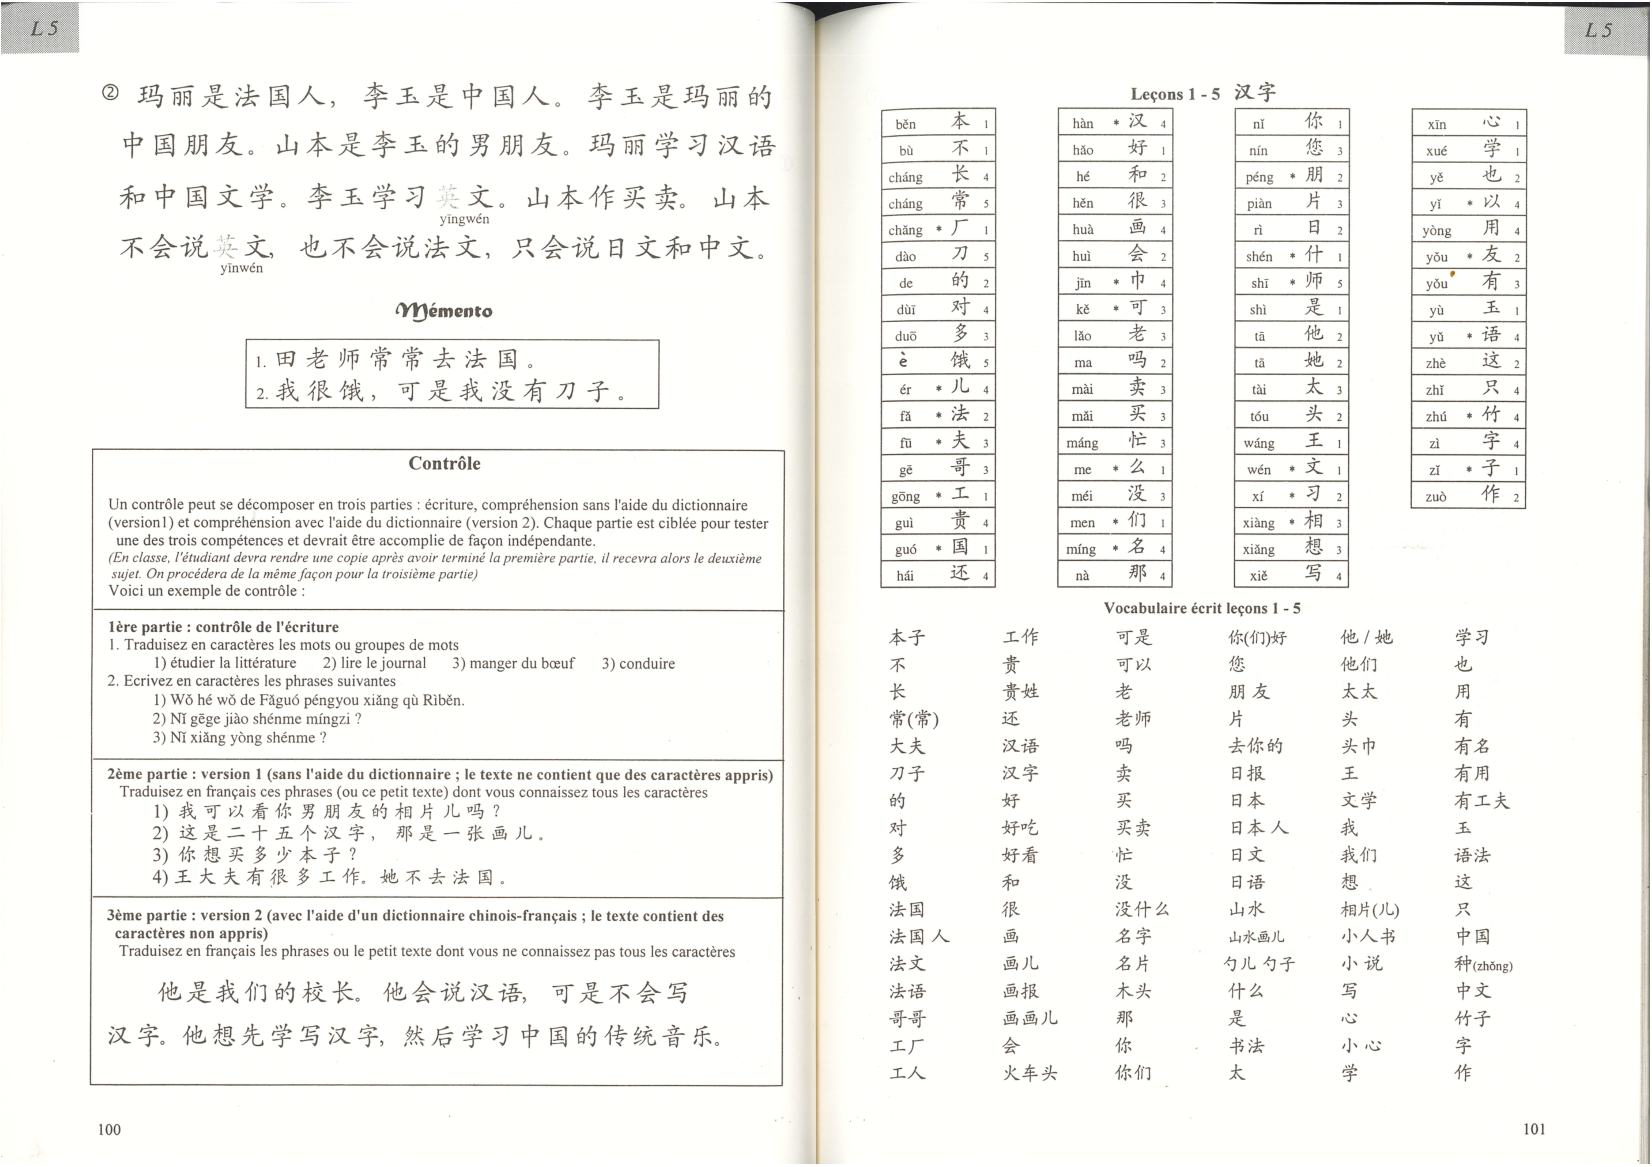 L 5
② 玛丽是法国人，李玉是中国人。李玉是玛丽的
中国朋友。山本是李玉的男朋友。玛丽学习汉语
和中国文学。李玉学习英文。山本作买卖。山本
yīngwén
不会说英文，也不会说法文，只会说日文和中文。
yīnwén
Mémento
1. 田老师常常去法国。
2. 我很饿，可是我没有刀子。
Contrôle
Un contrôle peut se décomposer en trois parties : écriture, compréhension sans l'aide du dictionnaire
(version1) et compréhension avec l'aide du dictionnaire (version 2). Chaque partie est ciblée pour tester
une des trois compétences et devrait être accomplie de façon indépendante.
(En classe, l'étudiant devra rendre une copie après avoir terminé la première partie, il recevra alors le deuxième
sujet. On procédera de la même façon pour la troisième partie)
Voici un exemple de contrôle :
1ère partie : contrôle de l'écriture
1. Traduisez en caractères les mots ou groupes de mots
1) étudier la littérature 2) lire le journal 3) manger du bœuf 3) conduire
2. Ecrivez en caractères les phrases suivantes
1) Wǒ hé wǒ de Fǎguó péngyou xiǎng qù Rìběn.
2) Nǐ gēge jiào shénme míngzi ?
3) Nǐ xiǎng yòng shénme ?
2ème partie : version 1 (sans l'aide du dictionnaire ; le texte ne contient que des caractères appris)
Traduisez en français ces phrases (ou ce petit texte) dont vous connaissez tous les caractères
1) 我可以看你男朋友的相片儿吗？
2) 这是二十五个汉字，那是一张画儿。
3) 你想买多少本子？
4) 王大夫有很多工作。她不去法国。
3ème partie : version 2 (avec l'aide d'un dictionnaire chinois-français ; le texte contient des
caractères non appris)
Traduisez en français les phrases ou le petit texte dont vous ne connaissez pas tous les caractères
他是我们的校长。他会说汉语，可是不会写
汉字。他想先学写汉字，然后学习中国的传统音乐。
100
L 5
Leçons 1 - 5 汉字
běn 本 1
bù 不 1
cháng 长 4
cháng 常 5
chǎng * 厂 1
dào 刀 5
de 的 2
dùī 对 4
duō 多 3
è 饿 5
ér * 儿 4
fǎ * 法 2
fū * 夫 3
gē 哥 3
gōng * 工 1
guì 贵 4
guó * 国 1
hái 还 4
hàn * 汉 4
hǎo 好 1
hé 和 2
hěn 很 3
huà 画 4
huì 会 2
jīn * 巾 4
kě * 可 3
lǎo 老 3
ma 吗 2
mài 卖 3
mǎi 买 3
máng 忙 3
me * 么 1
méi 没 3
men * 们 1
míng * 名 4
nà 那 4
nǐ 你 1
nín 您 3
péng * 朋 2
piàn 片 3
rì 日 2
shén * 什 1
shī * 师 5
shì 是 1
tā 他 2
tā 她 2
tài 太 3
tóu 头 2
wáng 王 1
wén * 文 1
xí * 习 2
xiàng * 相 3
xiǎng 想 3
xiě 写 4
xīn 心 1
xué 学 1
yě 也 2
yǐ * 以 4
yòng 用 4
yǒu * 友 2
yǒu 有 3
yù 玉 1
yǔ * 语 4
zhè 这 2
zhǐ 只 4
zhú * 竹 4
zì 字 4
zǐ * 子 1
zuò 作 2
Vocabulaire écrit leçons 1 - 5
本子 工作 可是 你(们)好 他 / 她 学习
不 贵 可以 您 他们 也
长 贵姓 老 朋友 太太 用
常(常) 还 老师 片 头 有
大夫 汉语 吗 去你的 头巾 有名
刀子 汉字 卖 日报 王 有用
的 好 买 日本 文学 有工夫
对 好吃 买卖 日本人 我 玉
多 好看 忙 日文 我们 语法
饿 和 没 日语 想 这
法国 很 没什么 山水 相片(儿) 只
法国人 画 名字 山水画儿 小人书 中国
法文 画儿 名片 勺儿 勺子 小说 种(zhǒng)
法语 画报 木头 什么 写 中文
哥哥 画画儿 那 是 心 竹子
工厂 会 你 书法 小心 字
工人 火车头 你们 太 学 作
101